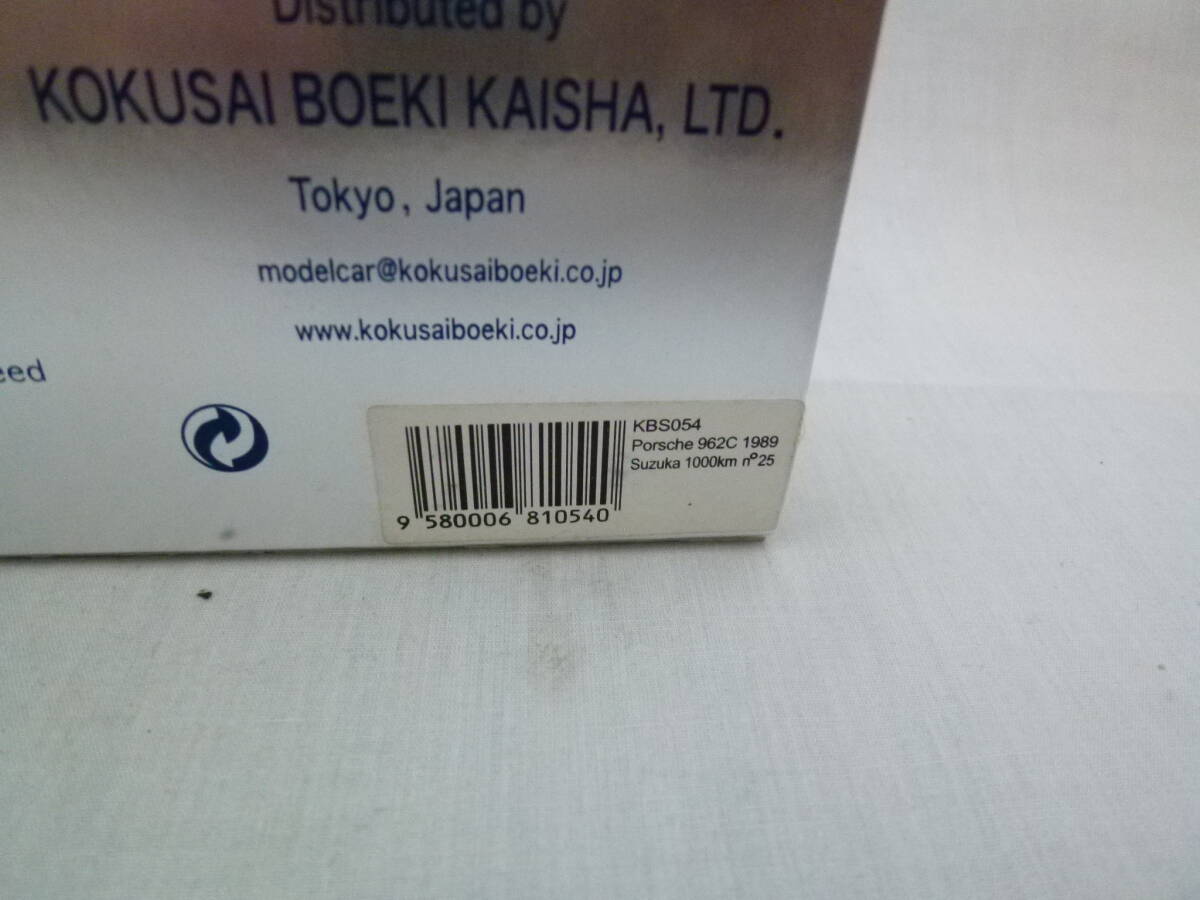 Distributed by
KOKUSAI BOEKI KAISHA, LTD.
Tokyo, Japan
modelcar@kokusaiboeki.co.jp
www.kokusaiboeki.co.jp
eed
KBS054
Porsche 962C 1989
Suzuka 1000km nº25
9 580006 810540